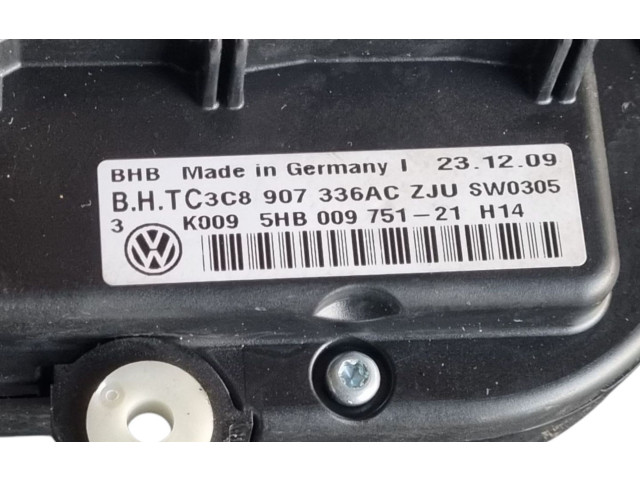 BHB Made in Germany I 23.12.09
B.H.TC3C8 907 336AC ZJU SW0305
3 K009 5HB 009 751-21 H14